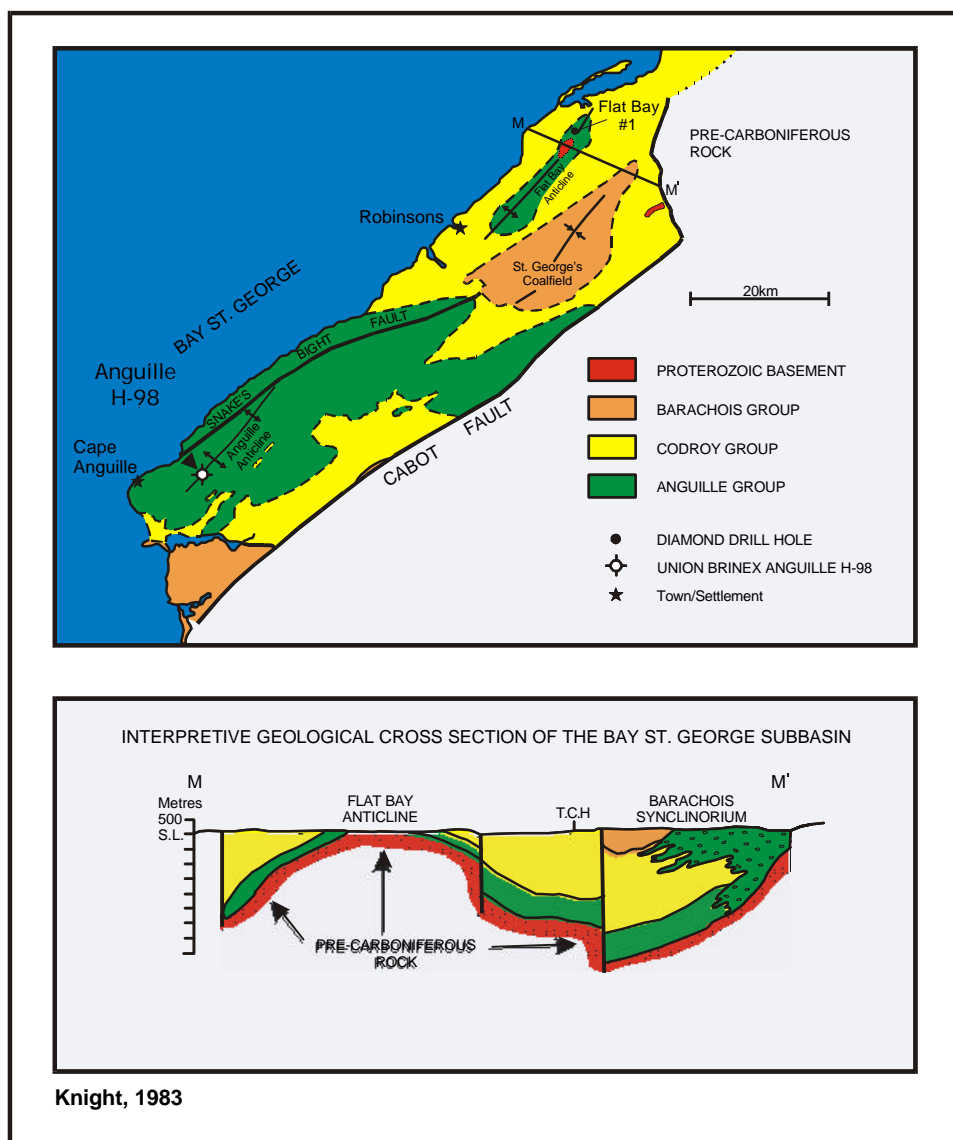 Flat Bay
#1
M
PRE-CARBONIFEROUS
ROCK
M'
Flat Bay
Anticline
Robinsons
St. George's
Coalfield
20km
BAY ST. GEORGE
SNAKE'S BIGHT FAULT
Anguille
H-98
Cape
Anguille
Anguille
Anticline
CABOT FAULT
PROTEROZOIC BASEMENT
BARACHOIS GROUP
CODROY GROUP
ANGUILLE GROUP
DIAMOND DRILL HOLE
UNION BRINEX ANGUILLE H-98
Town/Settlement
INTERPRETIVE GEOLOGICAL CROSS SECTION OF THE BAY ST. GEORGE SUBBASIN
M
M'
Metres
500
S.L.
FLAT BAY
ANTICLINE
T.C.H
BARACHOIS
SYNCLINORIUM
PRE-CARBONIFEROUS
ROCK
Knight, 1983